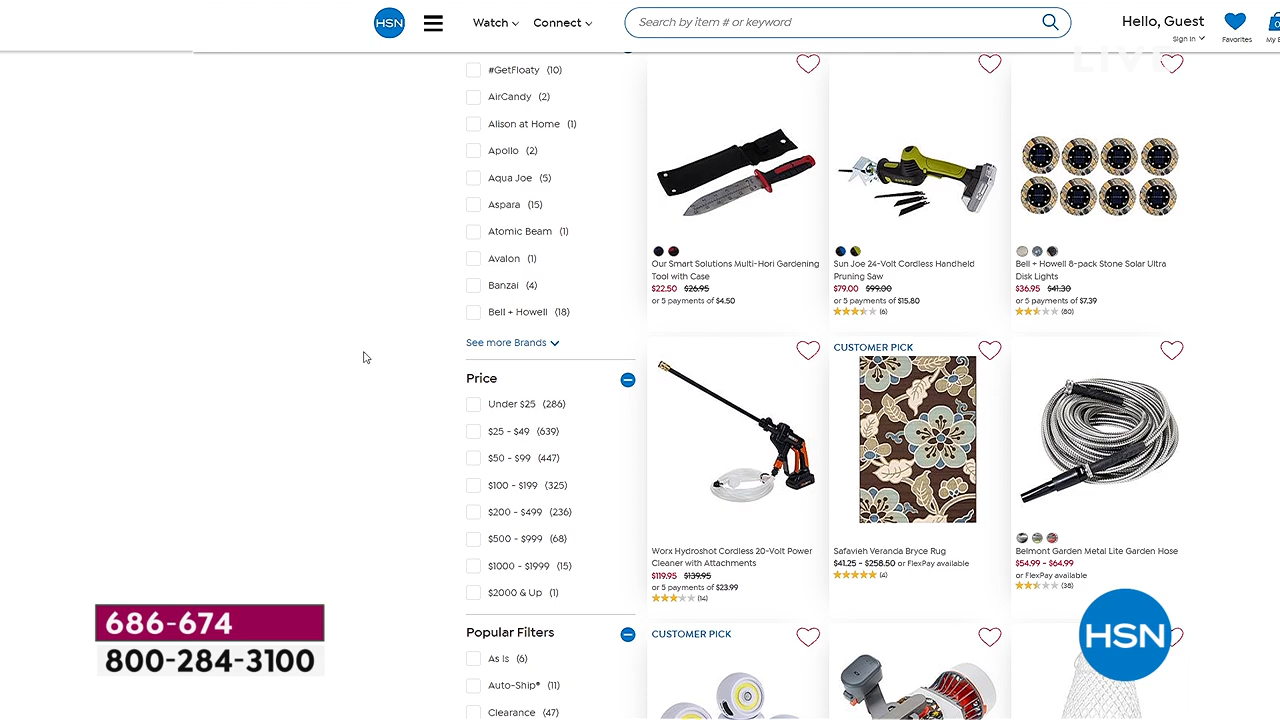 HSN
Watch
Connect
Search by item # or keyword
Hello, Guest
Sign In
Favorites
0
My
LIVE
#GetFloaty (10)
AirCandy (2)
Alison at Home (1)
Apollo (2)
Aqua Joe (5)
Aspara (15)
Atomic Beam (1)
Avalon (1)
Banzai (4)
Bell + Howell (18)
See more Brands
Price
Under $25 (286)
$25 - $49 (639)
$50 - $99 (447)
$100 - $199 (325)
$200 - $499 (236)
$500 - $999 (68)
$1000 - $1999 (15)
$2000 & Up (1)
Popular Filters
As Is (6)
Auto-Ship® (11)
Clearance (47)
Our Smart Solutions Multi-Hori Gardening
Tool with Case
$22.50 $26.95
or 5 payments of $4.50
Sun Joe 24-Volt Cordless Handheld
Pruning Saw
$79.00 $99.00
or 5 payments of $15.80
(6)
Bell + Howell 8-pack Stone Solar Ultra
Disk Lights
$36.95 $41.30
or 5 payments of $7.39
(80)
Worx Hydroshot Cordless 20-Volt Power
Cleaner with Attachments
$119.95 $139.95
or 5 payments of $23.99
(14)
CUSTOMER PICK
Safavieh Veranda Bryce Rug
$41.25 - $258.50 or FlexPay available
(4)
Belmont Garden Metal Lite Garden Hose
$54.99 - $64.99
or FlexPay available
(38)
CUSTOMER PICK
686-674
800-284-3100
HSN